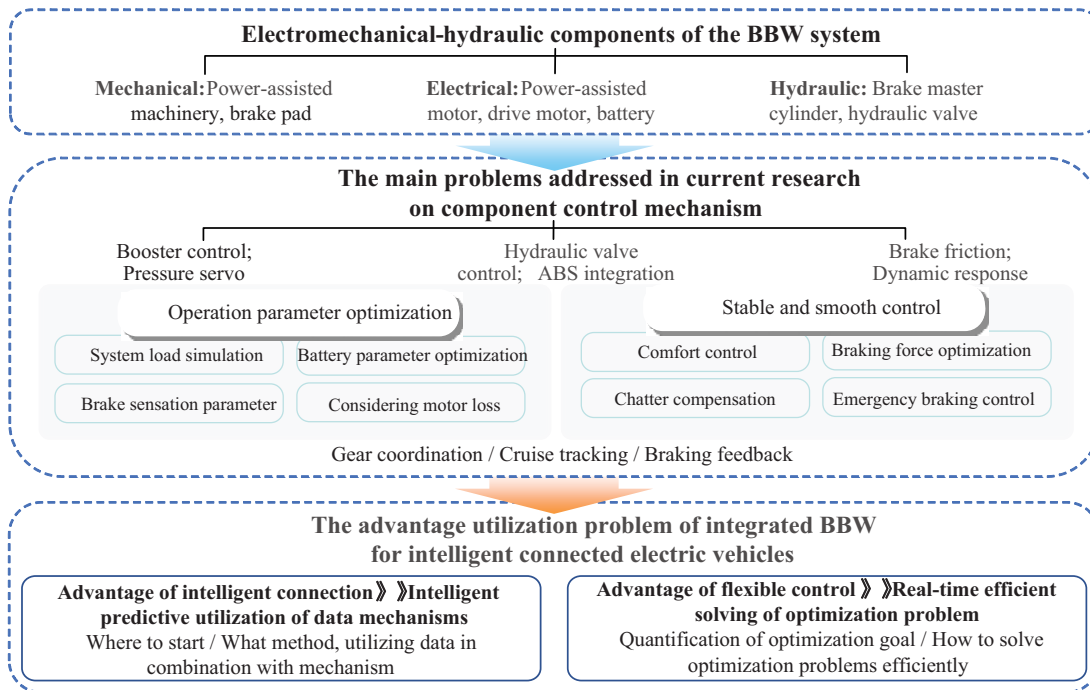 Electromechanical-hydraulic components of the BBW system
Mechanical:Power-assisted
machinery, brake pad
Electrical:Power-assisted
motor, drive motor, battery
Hydraulic: Brake master
cylinder, hydraulic valve
The main problems addressed in current research
on component control mechanism
Booster control;
Pressure servo
Hydraulic valve
control; ABS integration
Brake friction;
Dynamic response
Operation parameter optimization
System load simulation
Battery parameter optimization
Brake sensation parameter
Considering motor loss
Stable and smooth control
Comfort control
Braking force optimization
Chatter compensation
Emergency braking control
Gear coordination / Cruise tracking / Braking feedback
The advantage utilization problem of integrated BBW
for intelligent connected electric vehicles
Advantage of intelligent connection》》Intelligent
predictive utilization of data mechanisms
Where to start / What method, utilizing data in
combination with mechanism
Advantage of flexible control》》Real-time efficient
solving of optimization problem
Quantification of optimization goal / How to solve
optimization problems efficiently